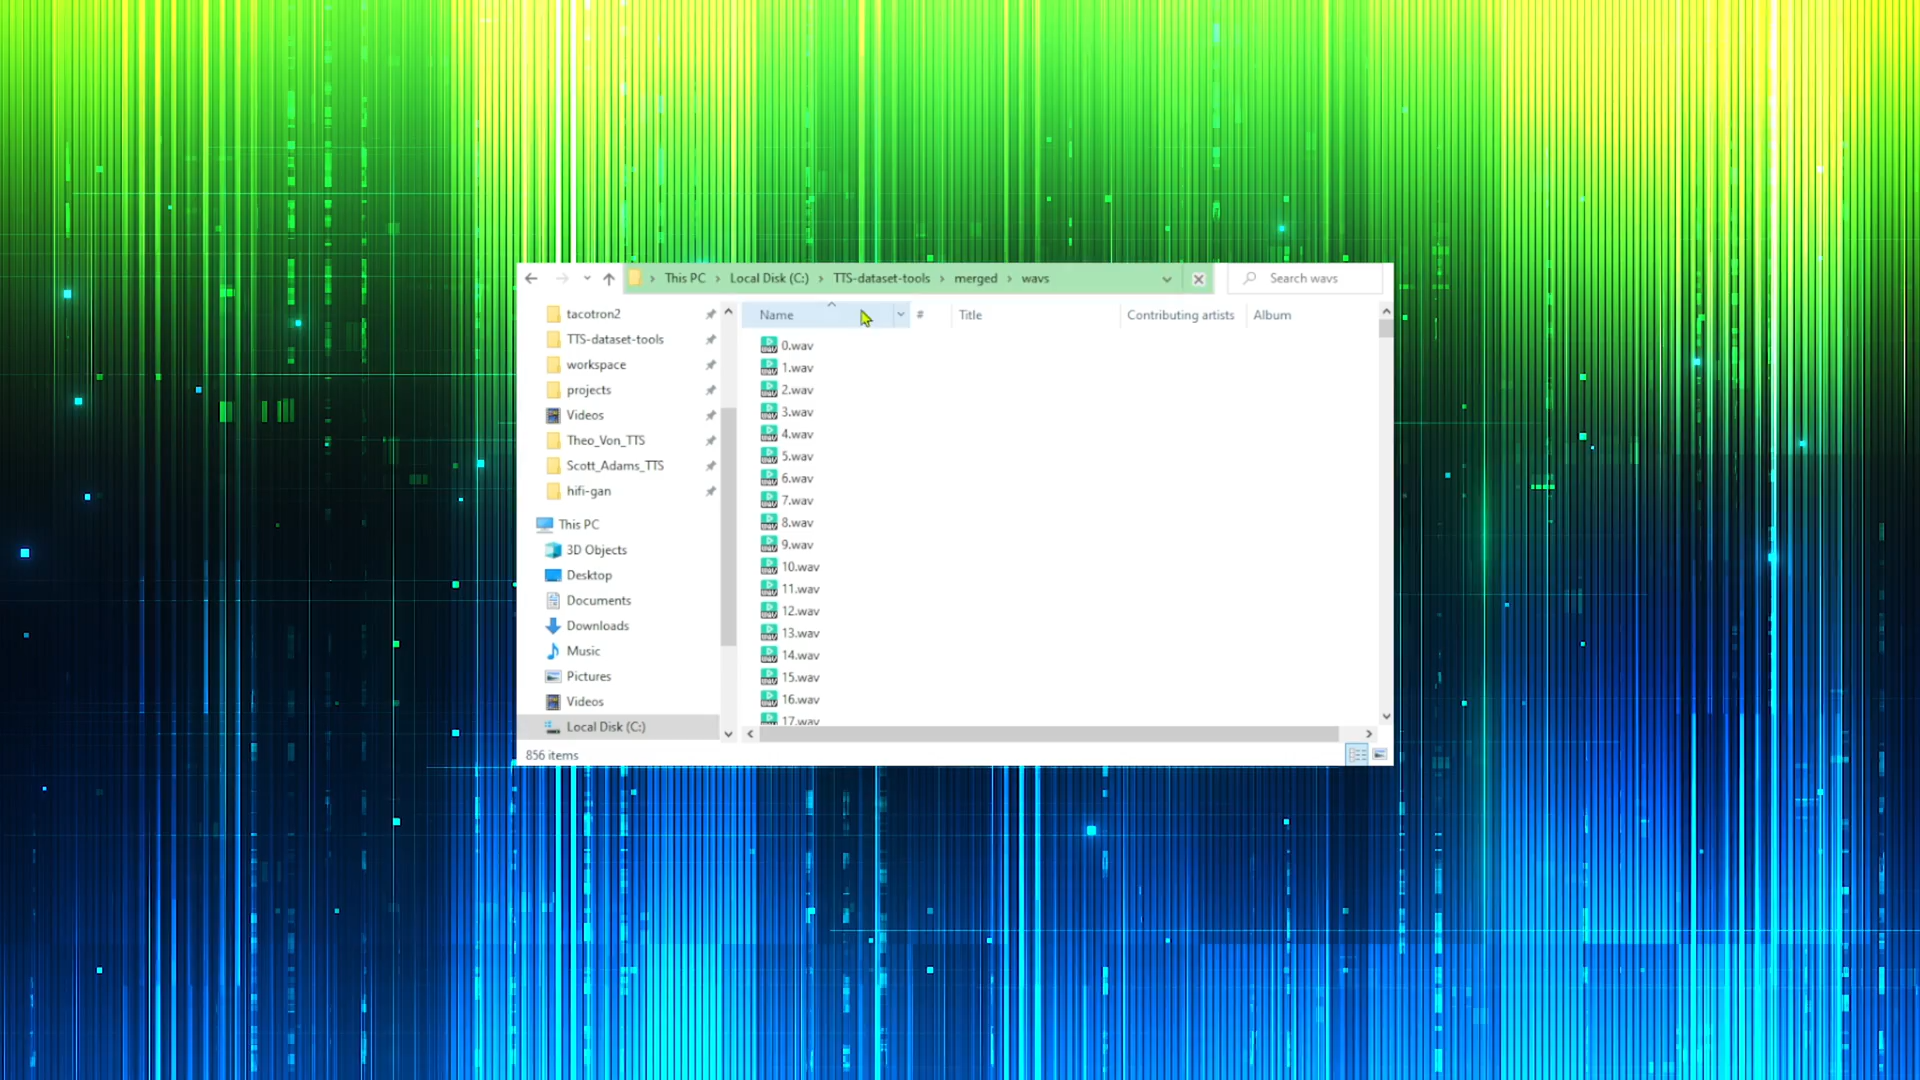 This PC > Local Disk (C:) > TTS-dataset-tools > merged > wavs
Search wavs
tacotron2
TTS-dataset-tools
workspace
projects
Videos
Theo_Von_TTS
Scott_Adams_TTS
hifi-gan
This PC
3D Objects
Desktop
Documents
Downloads
Music
Pictures
Videos
Local Disk (C:)
Name # Title Contributing artists Album
0.wav
1.wav
2.wav
3.wav
4.wav
5.wav
6.wav
7.wav
8.wav
9.wav
10.wav
11.wav
12.wav
13.wav
14.wav
15.wav
16.wav
17.wav
856 items